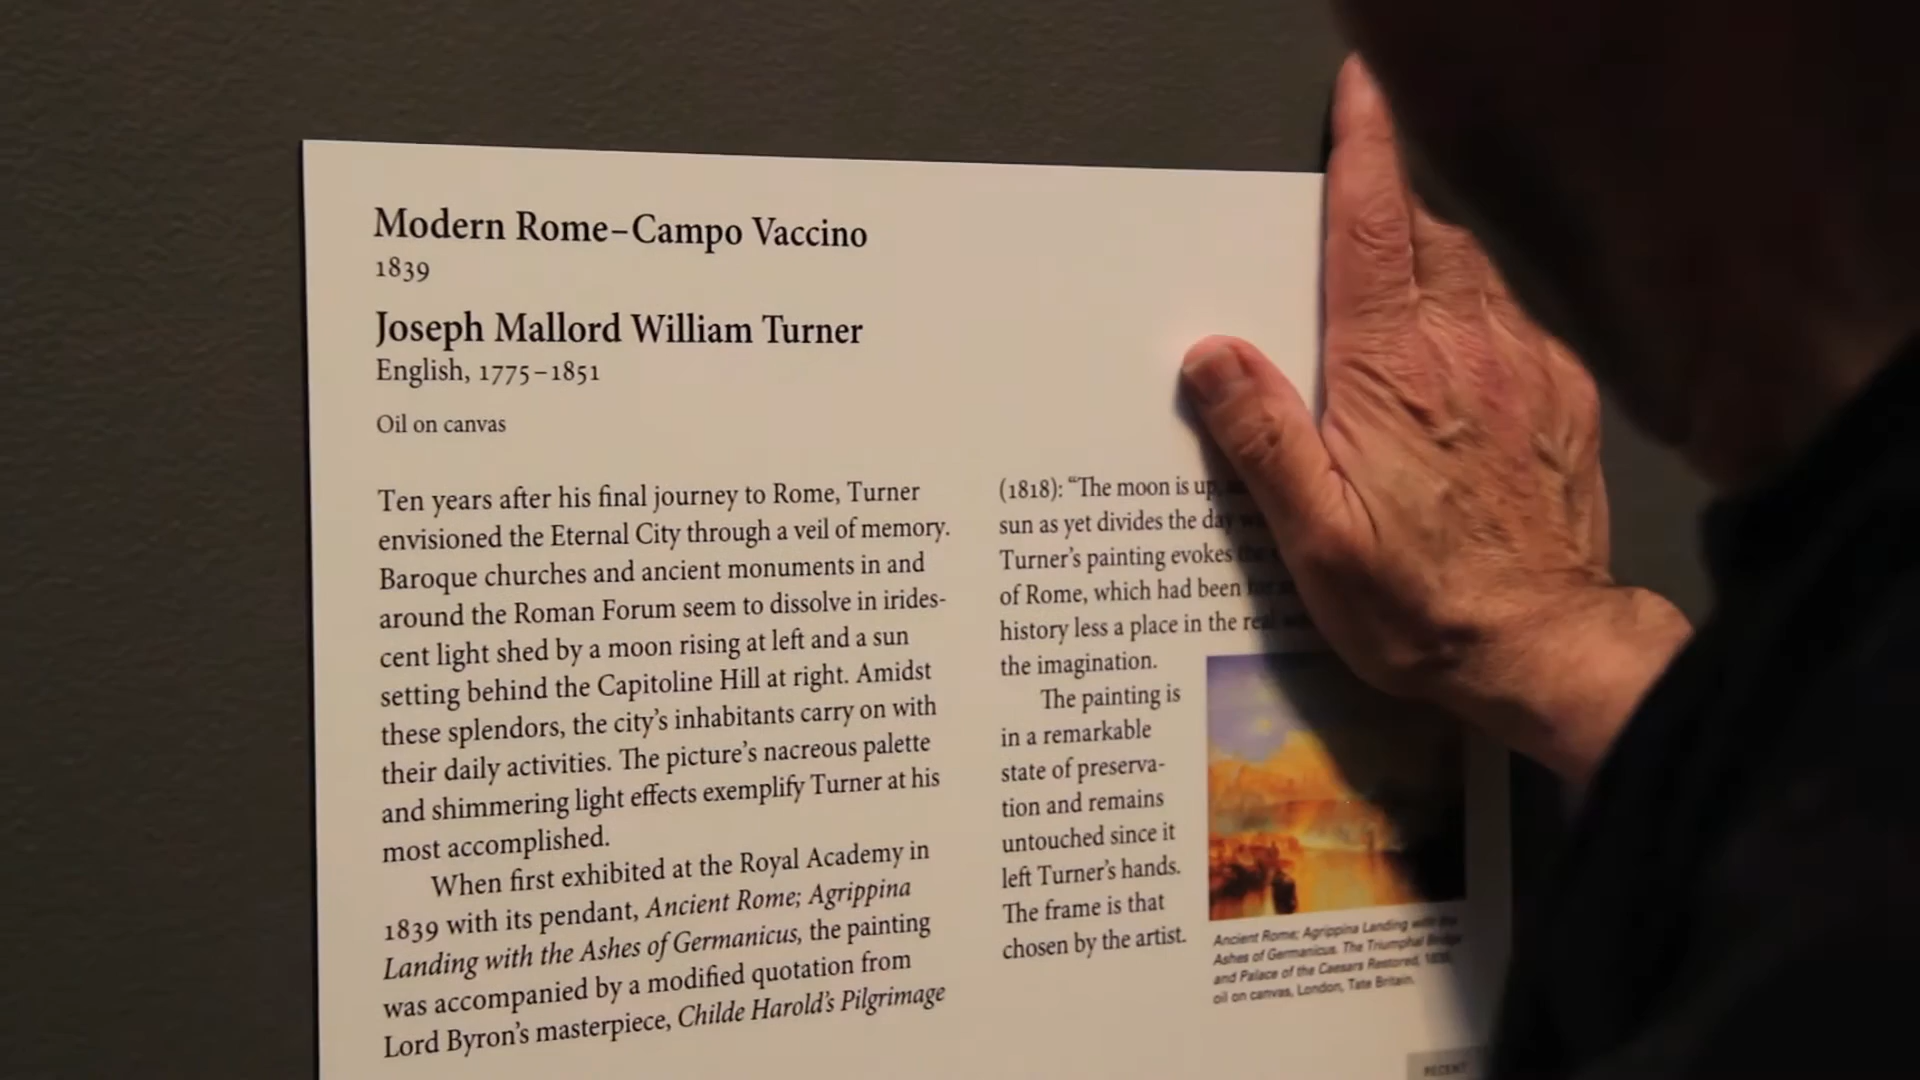 Modern Rome–Campo Vaccino
1839
Joseph Mallord William Turner
English, 1775–1851
Oil on canvas
Ten years after his final journey to Rome, Turner
envisioned the Eternal City through a veil of memory.
Baroque churches and ancient monuments in and
around the Roman Forum seem to dissolve in irides-
cent light shed by a moon rising at left and a sun
setting behind the Capitoline Hill at right. Amidst
these splendors, the city's inhabitants carry on with
their daily activities. The picture's nacreous palette
and shimmering light effects exemplify Turner at his
most accomplished.
When first exhibited at the Royal Academy in
1839 with its pendant, Ancient Rome; Agrippina
Landing with the Ashes of Germanicus, the painting
was accompanied by a modified quotation from
Lord Byron's masterpiece, Childe Harold's Pilgrimage
(1818): “The moon is up,
sun as yet divides the day
Turner's painting evokes
of Rome, which had been
history less a place in the
the imagination.
The painting is
in a remarkable
state of preserva-
tion and remains
untouched since it
left Turner's hands.
The frame is that
chosen by the artist.
Ancient Rome; Agrippina Landing with the
Ashes of Germanicus. The Triumphal Bridge
and Palace of the Caesars Restored,
oil on canvas, London, Tate Britain.
RECENT